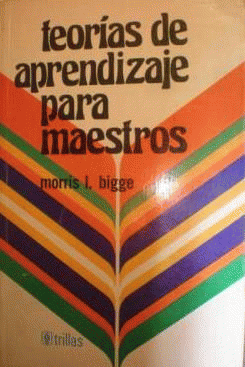 teorías de
aprendizaje
para
maestros
morris l. bigge
trillas